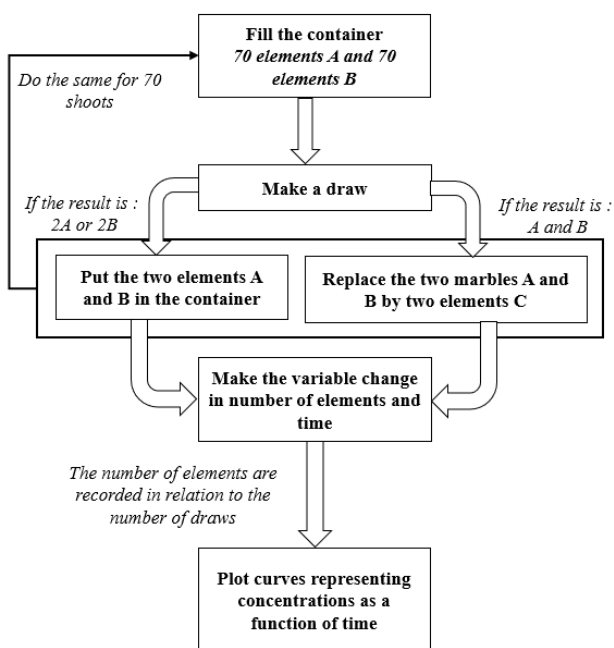 Fill the container
70 elements A and 70
elements B
Do the same for 70
shoots
Make a draw
If the result is :
2A or 2B
If the result is :
A and B
Put the two elements A
and B in the container
Replace the two marbles A and
B by two elements C
Make the variable change
in number of elements and
time
The number of elements are
recorded in relation to the
number of draws
Plot curves representing
concentrations as a
function of time